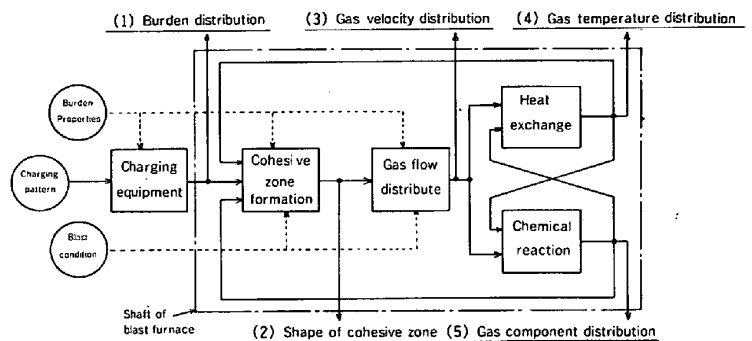 (1) Burden distribution
(3) Gas velocity distribution
(4) Gas temperature distribution
Burden
Properties
Charging
pattern
Blast
condition
Charging
equipment
Cohesive
zone
formation
Gas flow
distribute
Heat
exchange
Chemical
reaction
Shaft of
blast furnace
(2) Shape of cohesive zone
(5) Gas component distribution